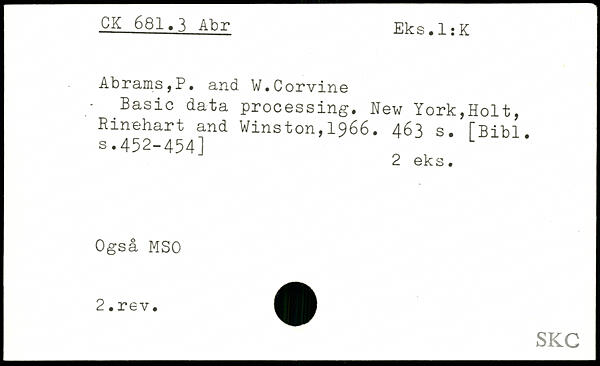 CK 681.3 Abr Eks.1:K
Abrams,P. and W.Corvine
Basic data processing. New York,Holt,
Rinehart and Winston,1966. 463 s. [Bibl.
s.452-454]
2 eks.
Også MSO
2.rev.
SKC